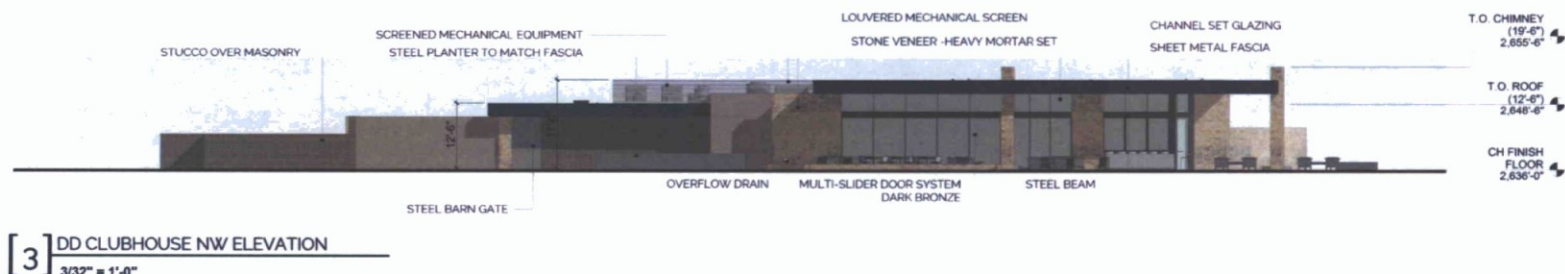 LOUVERED MECHANICAL SCREEN
T.O. CHIMNEY
(19'-6")
2,655'-6"
CHANNEL SET GLAZING
SCREENED MECHANICAL EQUIPMENT
STONE VENEER -HEAVY MORTAR SET
STUCCO OVER MASONRY
STEEL PLANTER TO MATCH FASCIA
SHEET METAL FASCIA
T.O. ROOF
(12'-6")
2,648'-6"
12'-6"
CH FINISH
FLOOR
2,636'-0"
OVERFLOW DRAIN
MULTI-SLIDER DOOR SYSTEM
DARK BRONZE
STEEL BEAM
STEEL BARN GATE
[3] DD CLUBHOUSE NW ELEVATION
3/32" = 1'-0"